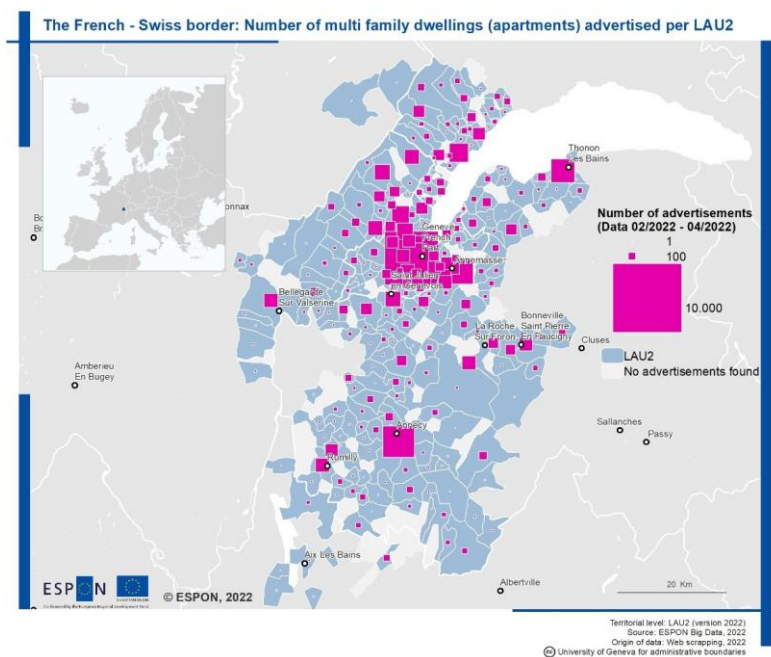 The French - Swiss border: Number of multi family dwellings (apartments) advertised per LAU2
Thonon
Les Bains
onnax
Number of advertisements
(Data 02/2022 - 04/2022)
1
100
10.000
LAU2
No advertisements found
Annemasse
Bellegarde
Sur Valserine
Bonneville
La Roche
Saint Pierre
Sur Foron
En Faucigny
Cluses
Amberieu
En Bugey
Sallanches
Passy
Annecy
Rumilly
Aix Les Bains
Albertville
ESPON
© ESPON, 2022
20 Km
Territorial level: LAU2 (version 2022)
Source: ESPON Big Data, 2022
Origin of data: Web scrapping, 2022
cc University of Geneva for administrative boundaries